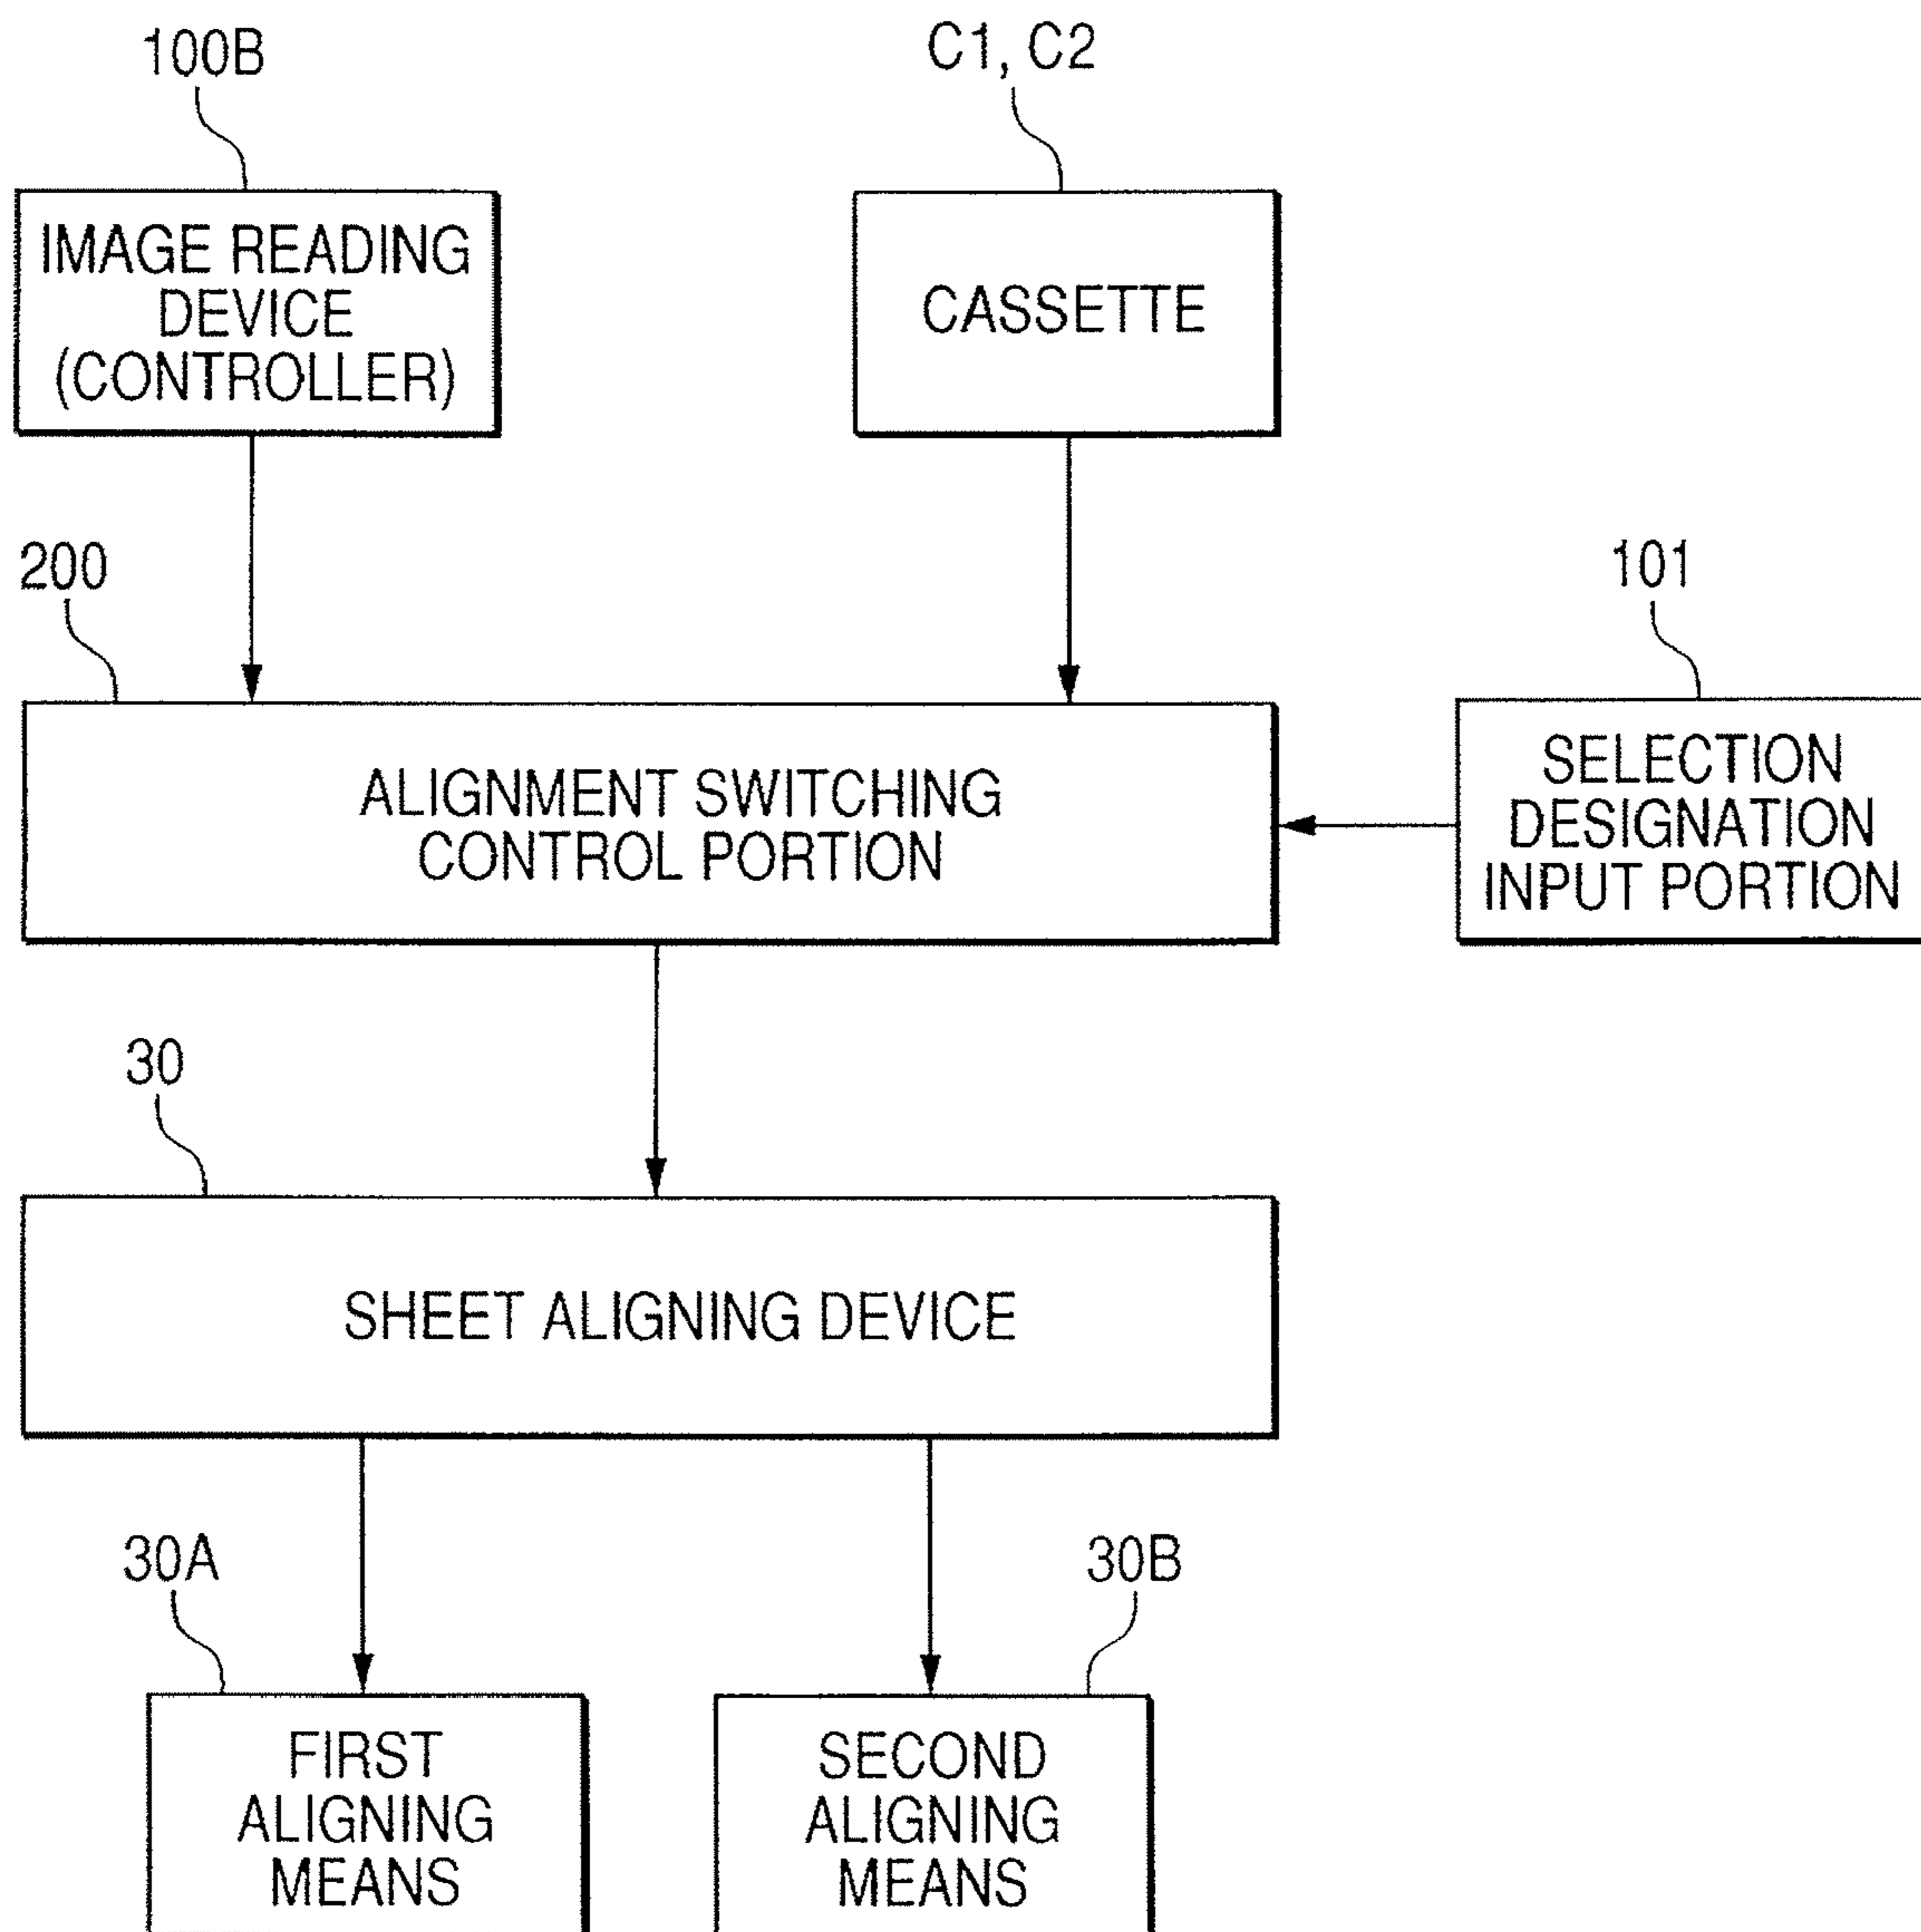 100B
C1, C2
IMAGE READING
DEVICE
(CONTROLLER)
CASSETTE
200
101
ALIGNMENT SWITCHING
CONTROL PORTION
SELECTION
DESIGNATION
INPUT PORTION
30
SHEET ALIGNING DEVICE
30A
30B
FIRST
ALIGNING
MEANS
SECOND
ALIGNING
MEANS